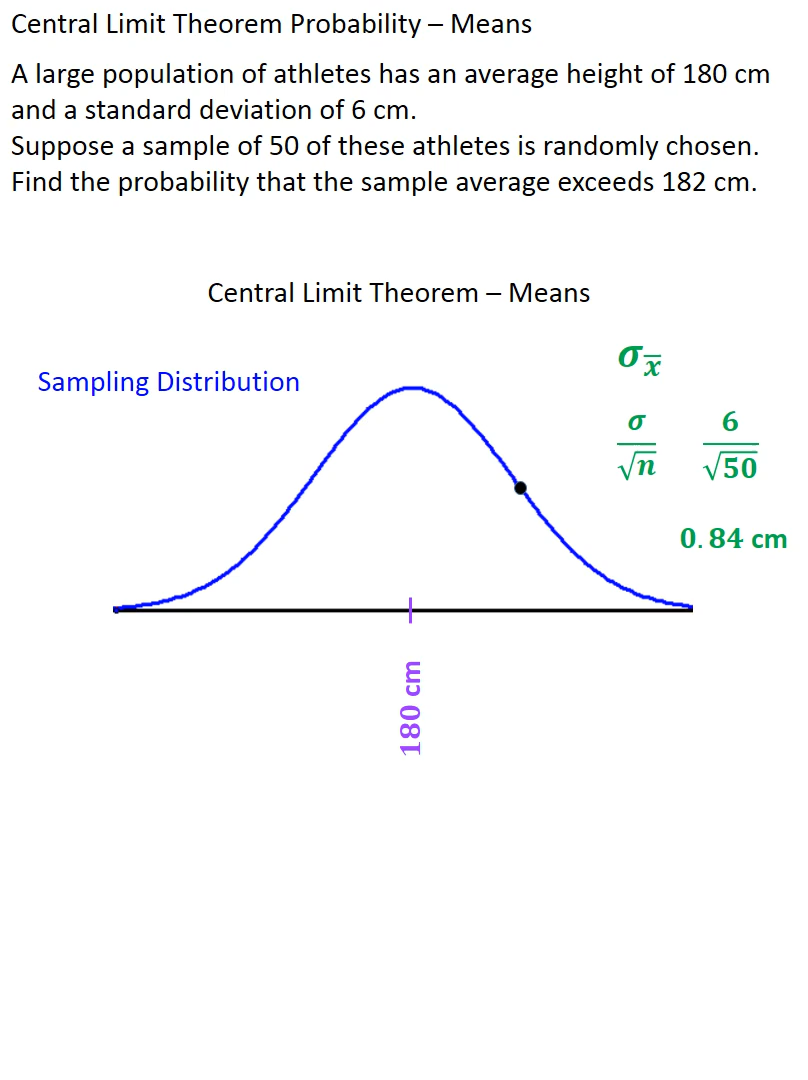 Central Limit Theorem Probability – Means
A large population of athletes has an average height of 180 cm
and a standard deviation of 6 cm.
Suppose a sample of 50 of these athletes is randomly chosen.
Find the probability that the sample average exceeds 182 cm.
Central Limit Theorem – Means
Sampling Distribution
σx̅
σ/√n 6/√50
0.84 cm
180 cm